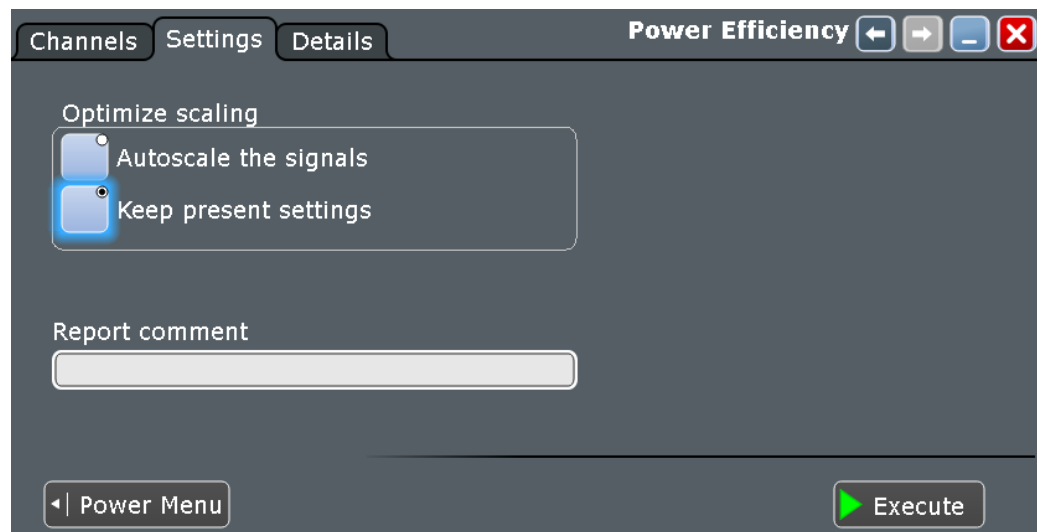 Channels Settings Details Power Efficiency
Optimize scaling
Autoscale the signals
Keep present settings
Report comment
Power Menu Execute